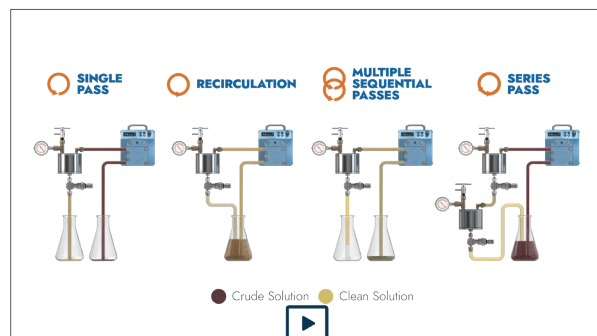 SINGLE
PASS
RECIRCULATION
MULTIPLE
SEQUENTIAL
PASSES
SERIES
PASS
Crude Solution
Clean Solution